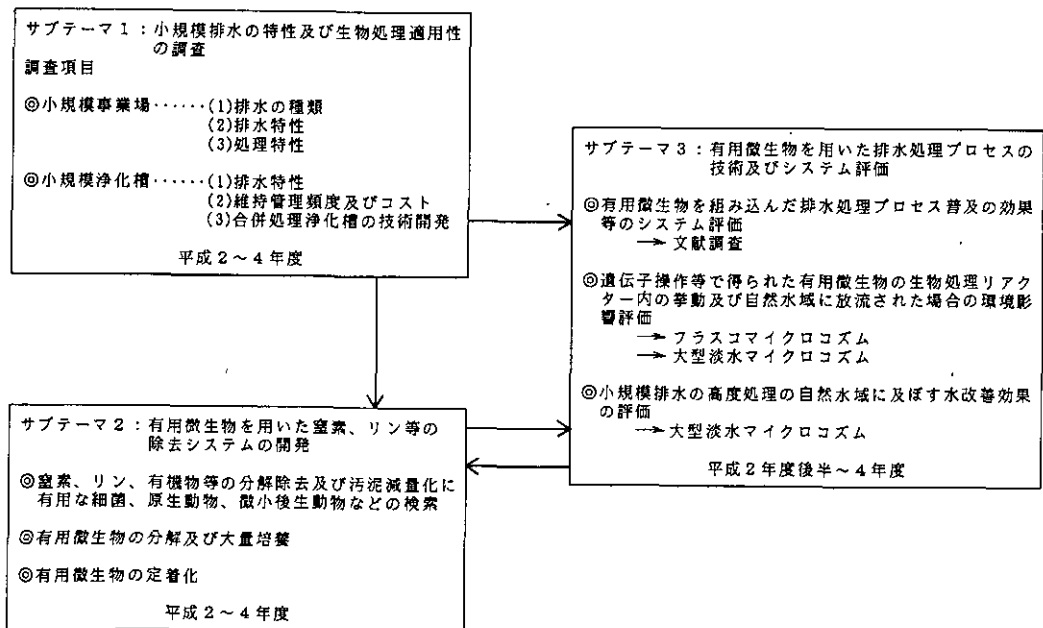 サブテーマ1：小規模排水の特性及び生物処理適用性
の調査
調査項目
◎小規模事業場……(1)排水の種類
(2)排水特性
(3)処理特性
◎小規模浄化槽……(1)排水特性
(2)維持管理頻度及びコスト
(3)合併処理浄化槽の技術開発
平成2～4年度
サブテーマ2：有用微生物を用いた窒素、リン等の
除去システムの開発
◎窒素、リン、有機物等の分解除去及び汚泥減量化に
有用な細菌、原生動物、微小後生動物などの検索
◎有用微生物の分解及び大量培養
◎有用微生物の定着化
平成2～4年度
サブテーマ3：有用微生物を用いた排水処理プロセスの
技術及びシステム評価
◎有用微生物を組み込んだ排水処理プロセス普及の効果
等のシステム評価
→ 文献調査
◎遺伝子操作等で得られた有用微生物の生物処理リアク
ター内の挙動及び自然水域に放流された場合の環境影
響評価
→ フラスコマイクロコズム
→ 大型淡水マイクロコズム
◎小規模排水の高度処理の自然水域に及ぼす水改善効果
の評価
→大型淡水マイクロコズム
平成2年度後半～4年度